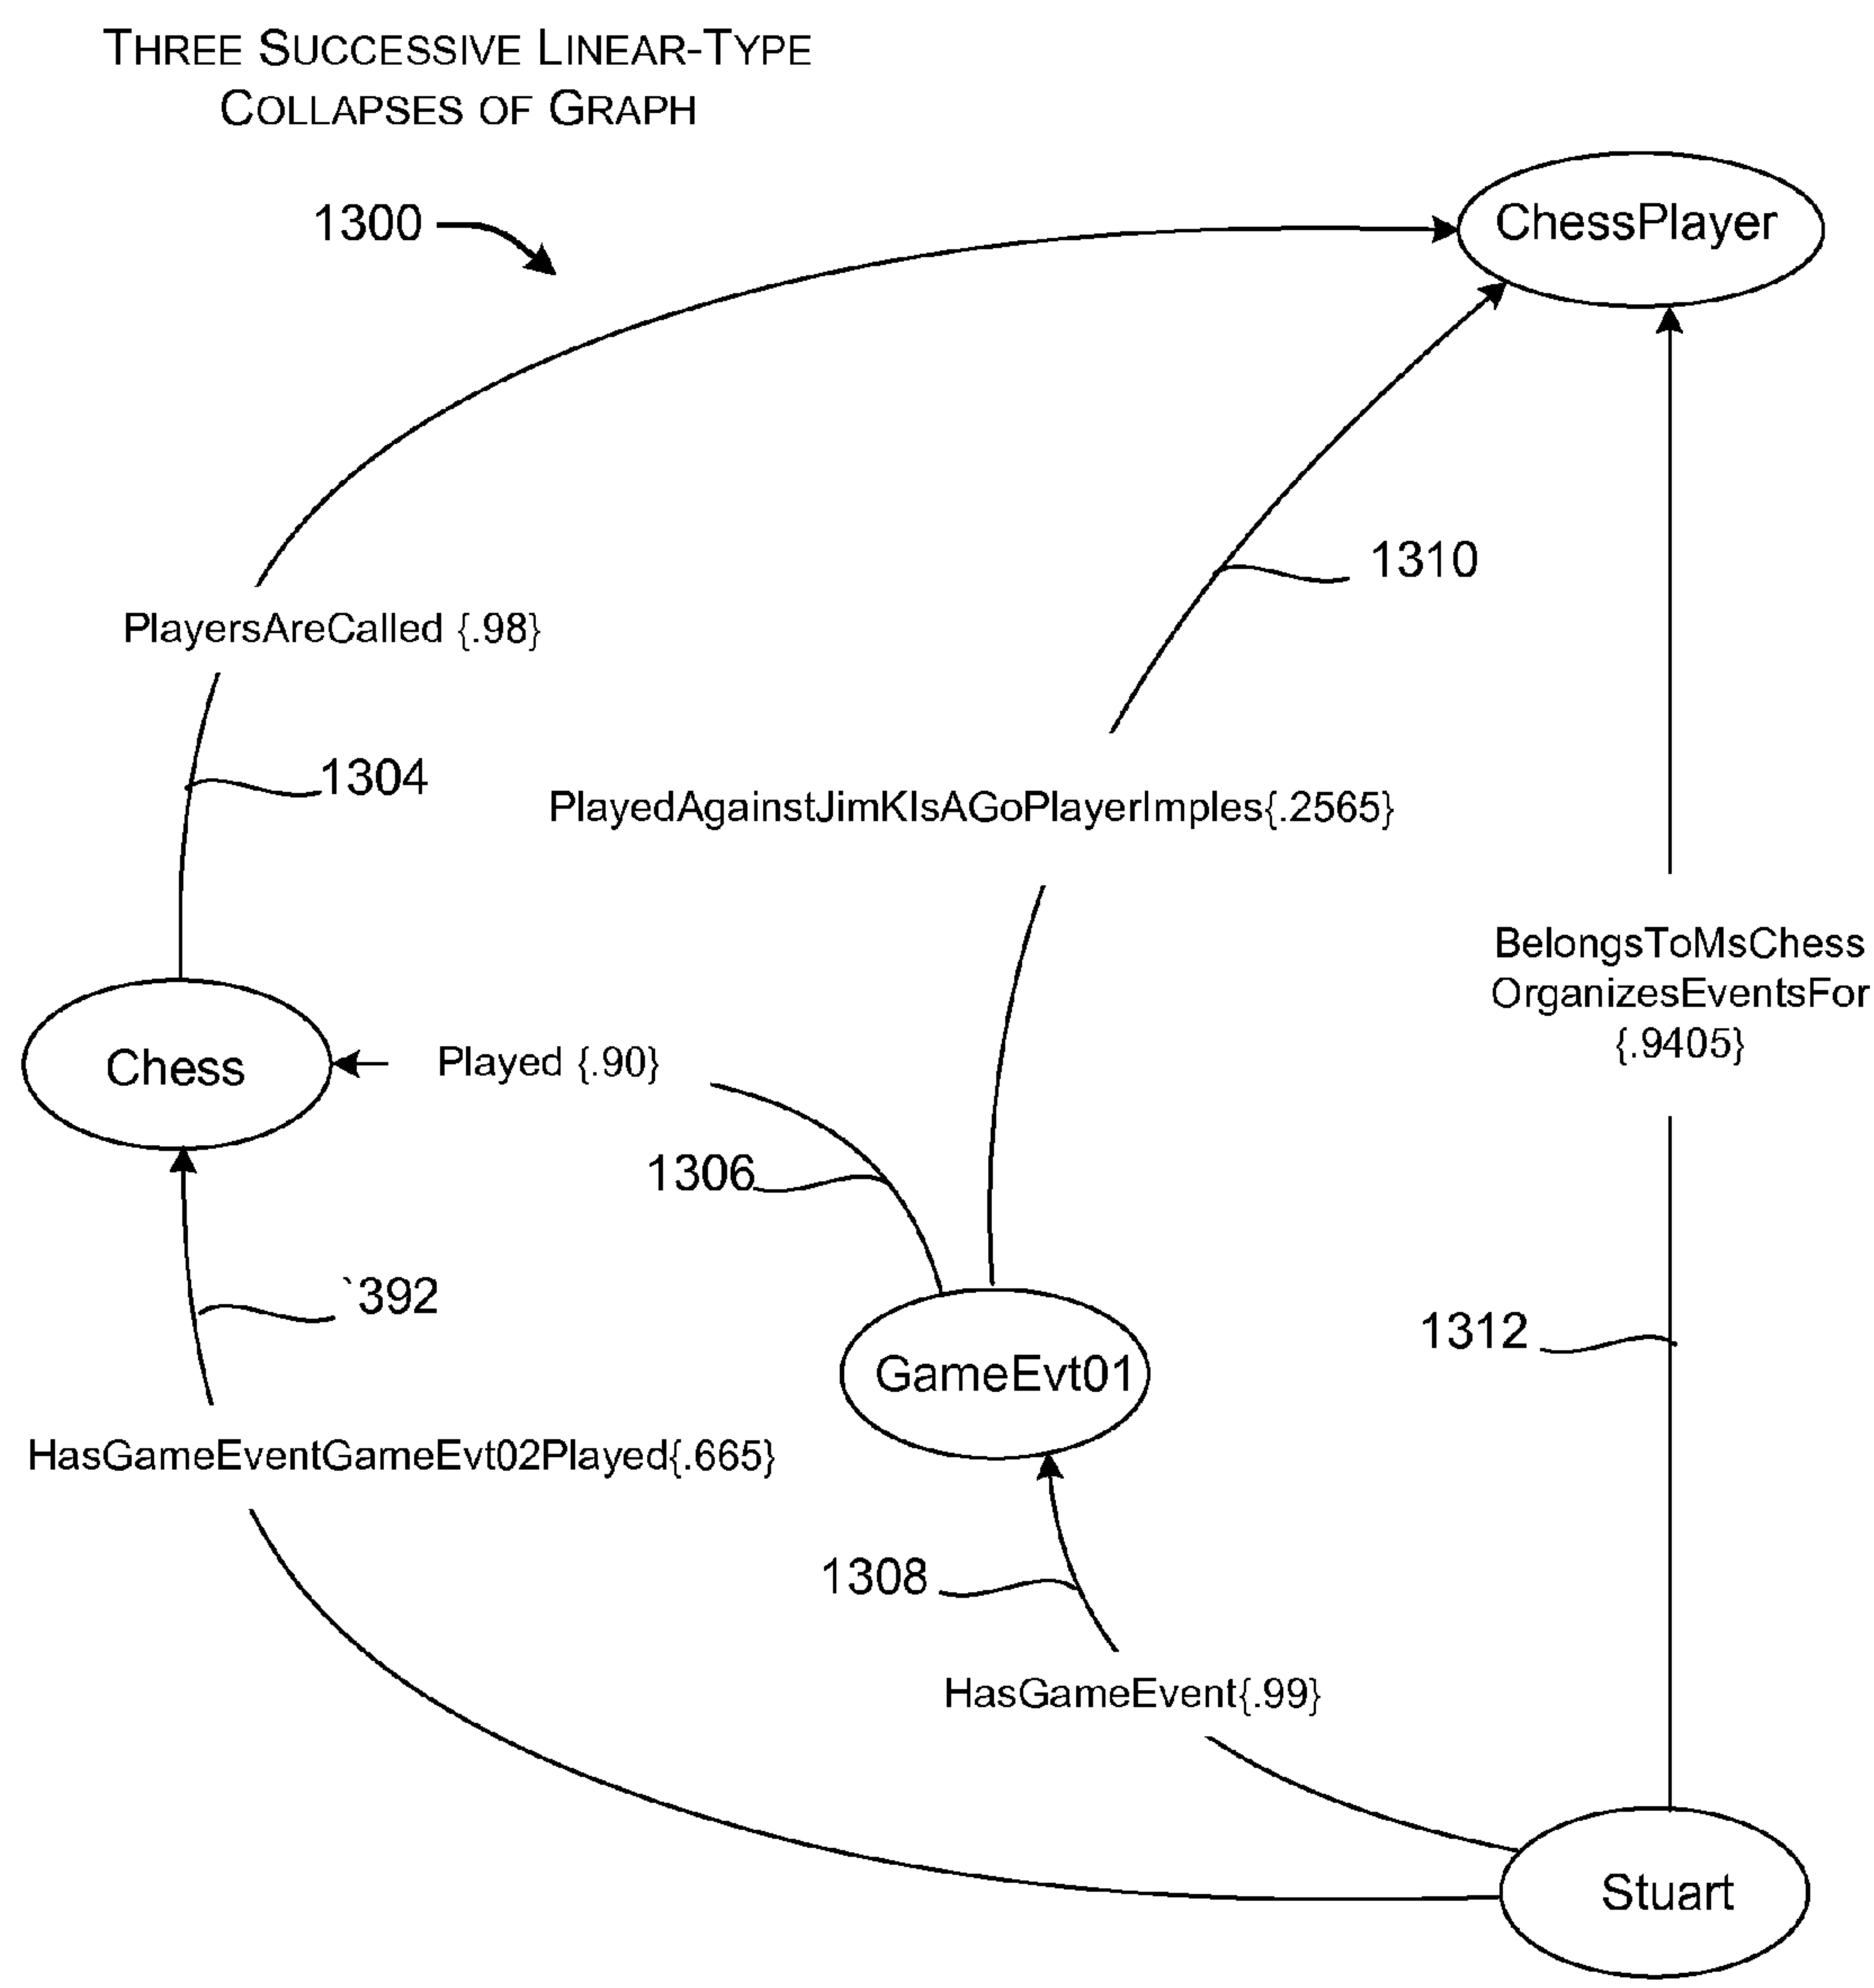 THREE SUCCESSIVE LINEAR-TYPE
COLLAPSES OF GRAPH
1300
ChessPlayer
1310
PlayersAreCalled {.98}
1304
PlayedAgainstJimKIsAGoPlayerImples{.2565}
BelongsToMsChess
OrganizesEventsFor
{.9405}
Chess
Played {.90}
1306
`392
1312
GameEvt01
HasGameEventGameEvt02Played{.665}
1308
HasGameEvent{.99}
Stuart